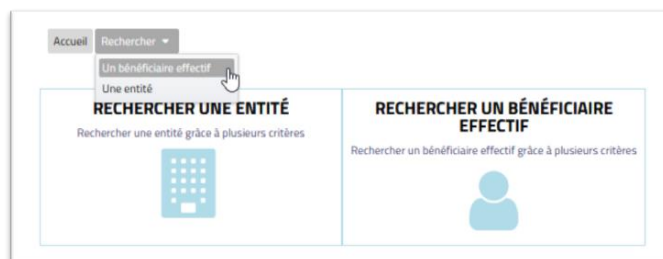 Accueil Rechercher
Un bénéficiaire effectif
Une entité
RECHERCHER UNE ENTITÉ
Rechercher une entité grâce à plusieurs critères
RECHERCHER UN BÉNÉFICIAIRE
EFFECTIF
Rechercher un bénéficiaire effectif grâce à plusieurs critères